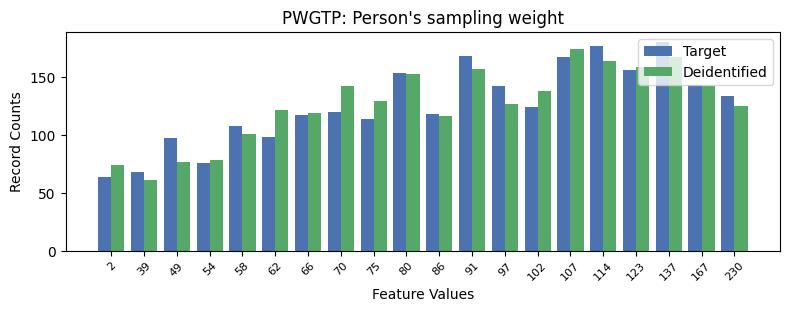 PWGTP: Person's sampling weight
Target
Deidentified
Record Counts
150
100
50
0
2 39 49 54 58 62 66 70 75 80 86 91 97 102 107 114 123 137 167 230
Feature Values